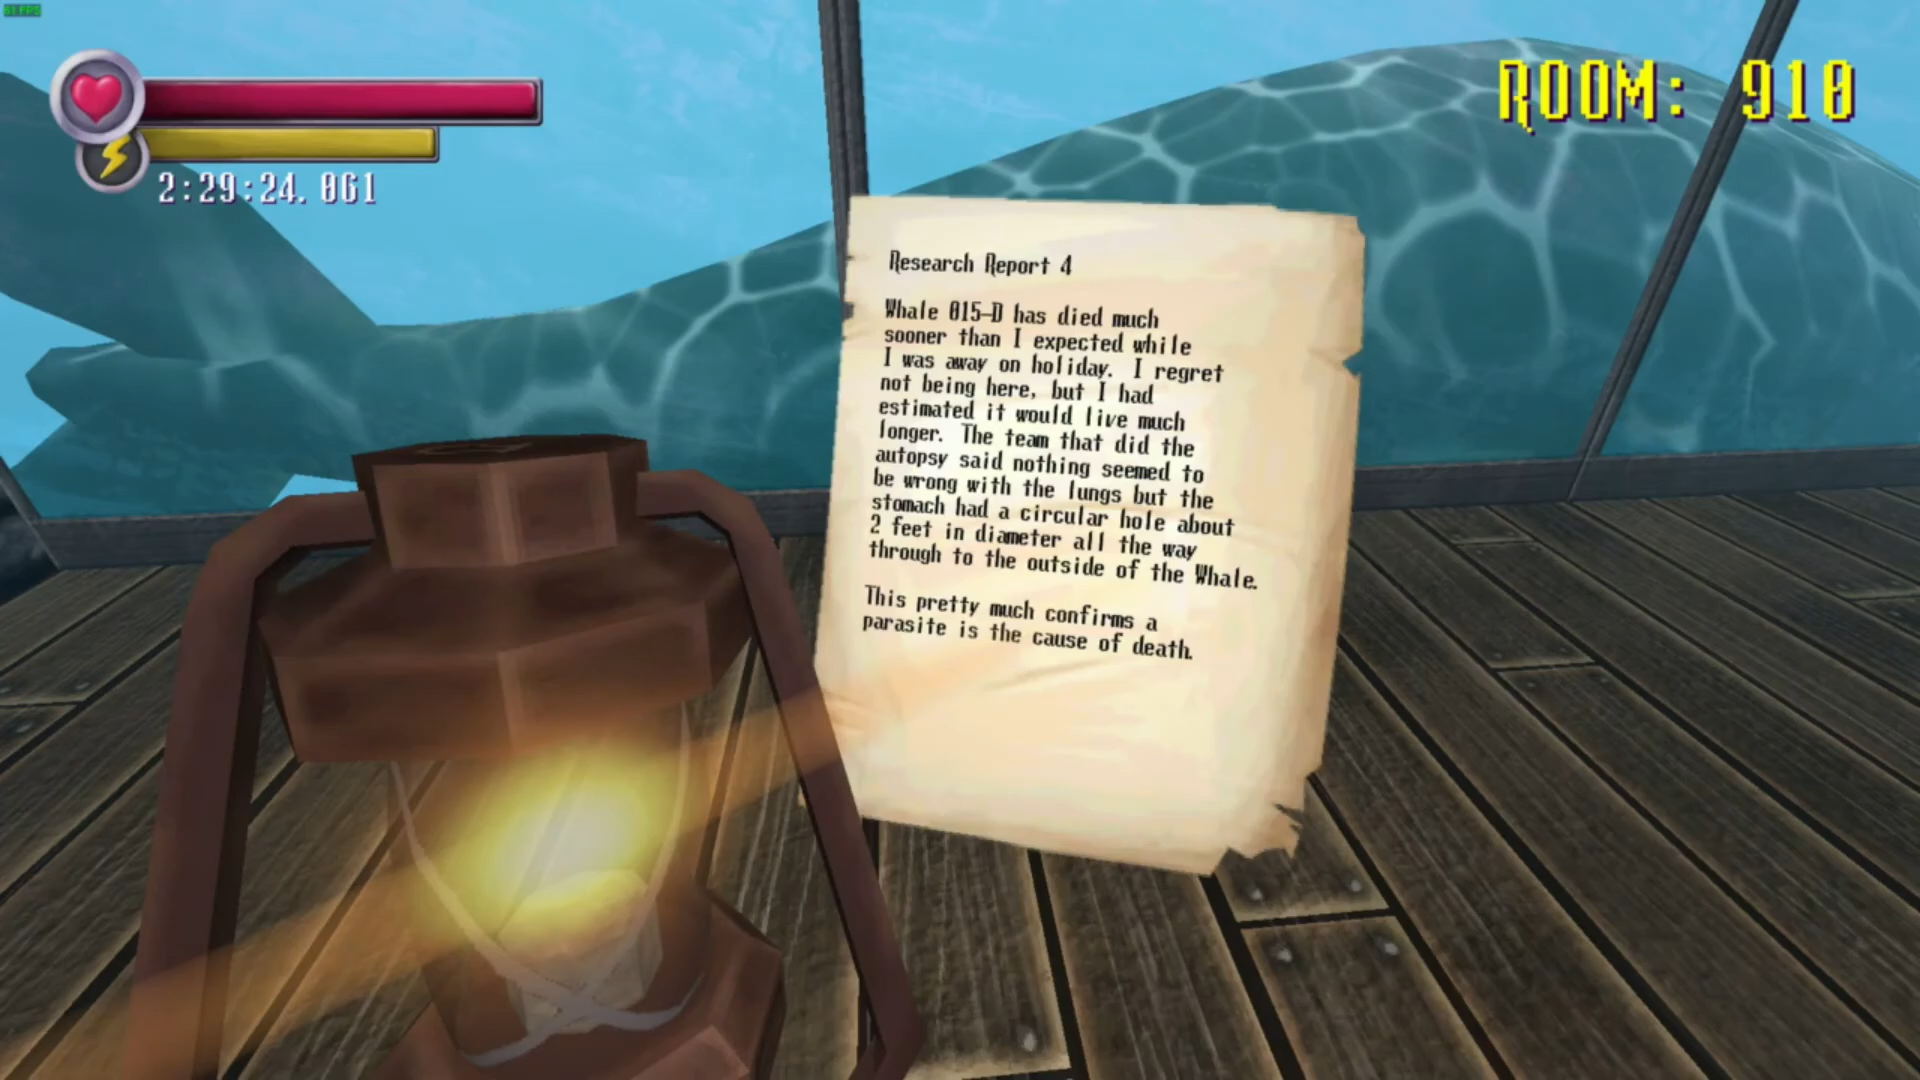 61 FPS
ROOM: 910
2:29:24.061
Research Report 4
Whale 015-D has died much
sooner than I expected while
I was away on holiday. I regret
not being here, but I had
estimated it would live much
longer. The team that did the
autopsy said nothing seemed to
be wrong with the lungs but the
stomach had a circular hole about
2 feet in diameter all the way
through to the outside of the Whale.
This pretty much confirms a
parasite is the cause of death.